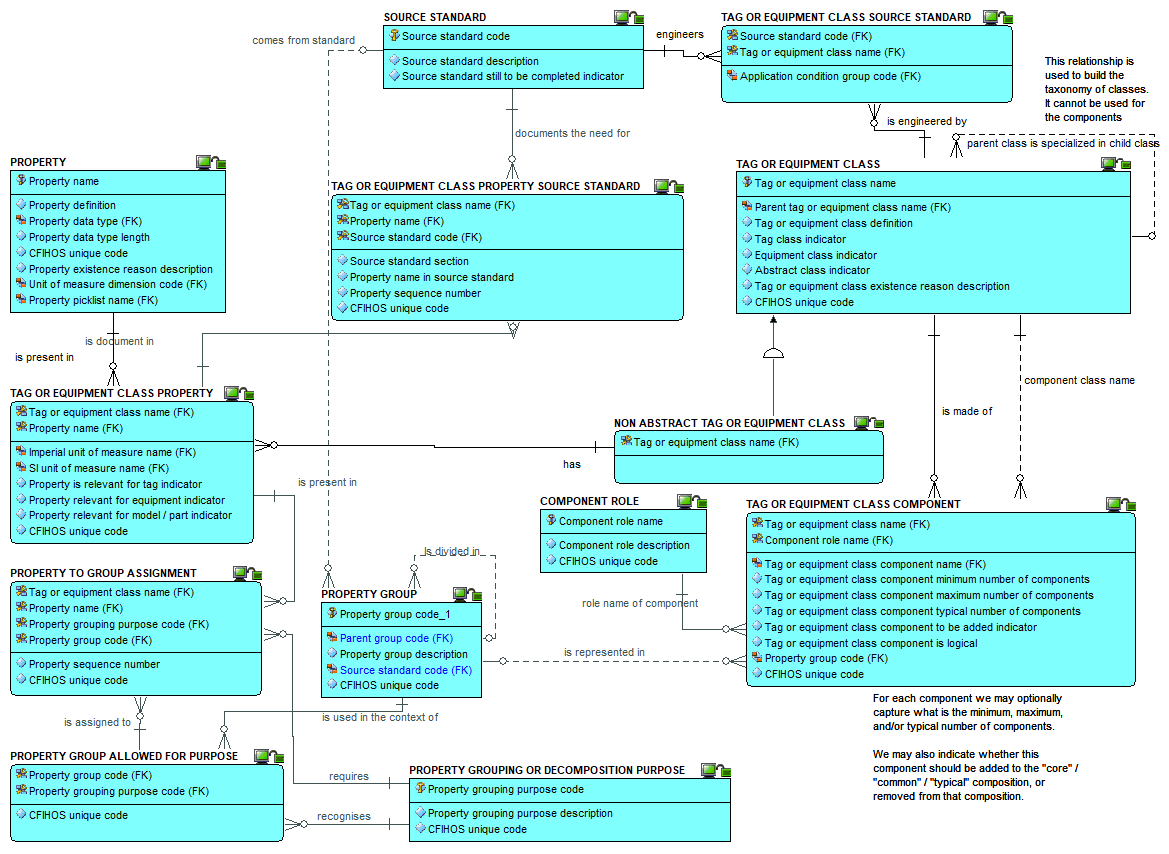 SOURCE STANDARD
Source standard code
Source standard description
Source standard still to be completed indicator
comes from standard
engineers
TAG OR EQUIPMENT CLASS SOURCE STANDARD
Source standard code (FK)
Tag or equipment class name (FK)
Application condition group code (FK)
This relationship is
used to build the
taxonomy of classes.
It cannot be used for
the components
is engineered by
parent class is specialized in child class
documents the need for
PROPERTY
Property name
Property definition
Property data type (FK)
Property data type length
CFIHOS unique code
Property existence reason description
Unit of measure dimension code (FK)
Property picklist name (FK)
TAG OR EQUIPMENT CLASS PROPERTY SOURCE STANDARD
Tag or equipment class name (FK)
Property name (FK)
Source standard code (FK)
Source standard section
Property name in source standard
Property sequence number
CFIHOS unique code
TAG OR EQUIPMENT CLASS
Tag or equipment class name
Parent tag or equipment class name (FK)
Tag or equipment class definition
Tag class indicator
Equipment class indicator
Abstract class indicator
Tag or equipment class existence reason description
CFIHOS unique code
is document in
is present in
component class name
is made of
TAG OR EQUIPMENT CLASS PROPERTY
Tag or equipment class name (FK)
Property name (FK)
Imperial unit of measure name (FK)
SI unit of measure name (FK)
Property is relevant for tag indicator
Property relevant for equipment indicator
Property relevant for model / part indicator
CFIHOS unique code
NON ABSTRACT TAG OR EQUIPMENT CLASS
Tag or equipment class name (FK)
has
is present in
COMPONENT ROLE
Component role name
Component role description
CFIHOS unique code
role name of component
TAG OR EQUIPMENT CLASS COMPONENT
Tag or equipment class name (FK)
Component role name (FK)
Tag or equipment class component name (FK)
Tag or equipment class component minimum number of components
Tag or equipment class component maximum number of components
Tag or equipment class component typical number of components
Tag or equipment class component to be added indicator
Tag or equipment class component is logical
Property group code (FK)
CFIHOS unique code
Is divided in
PROPERTY TO GROUP ASSIGNMENT
Tag or equipment class name (FK)
Property name (FK)
Property grouping purpose code (FK)
Property group code (FK)
Property sequence number
CFIHOS unique code
PROPERTY GROUP
Property group code_1
Parent group code (FK)
Property group description
Source standard code (FK)
CFIHOS unique code
is represented in
is used in the context of
is assigned to
For each component we may optionally
capture what is the minimum, maximum,
and/or typical number of components.
We may also indicate whether this
component should be added to the "core" /
"common" / "typical" composition, or
removed from that composition.
PROPERTY GROUP ALLOWED FOR PURPOSE
Property group code (FK)
Property grouping purpose code (FK)
CFIHOS unique code
requires
recognises
PROPERTY GROUPING OR DECOMPOSITION PURPOSE
Property grouping purpose code
Property grouping purpose description
CFIHOS unique code